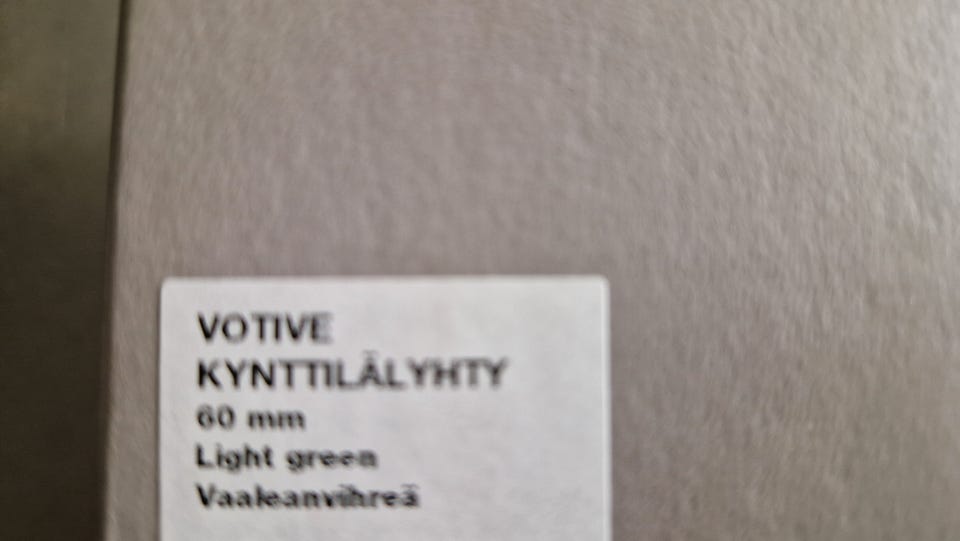 VOTIVE
KYNTTILÄLYHTY
60 mm
Light green
Vaaleanvihreä